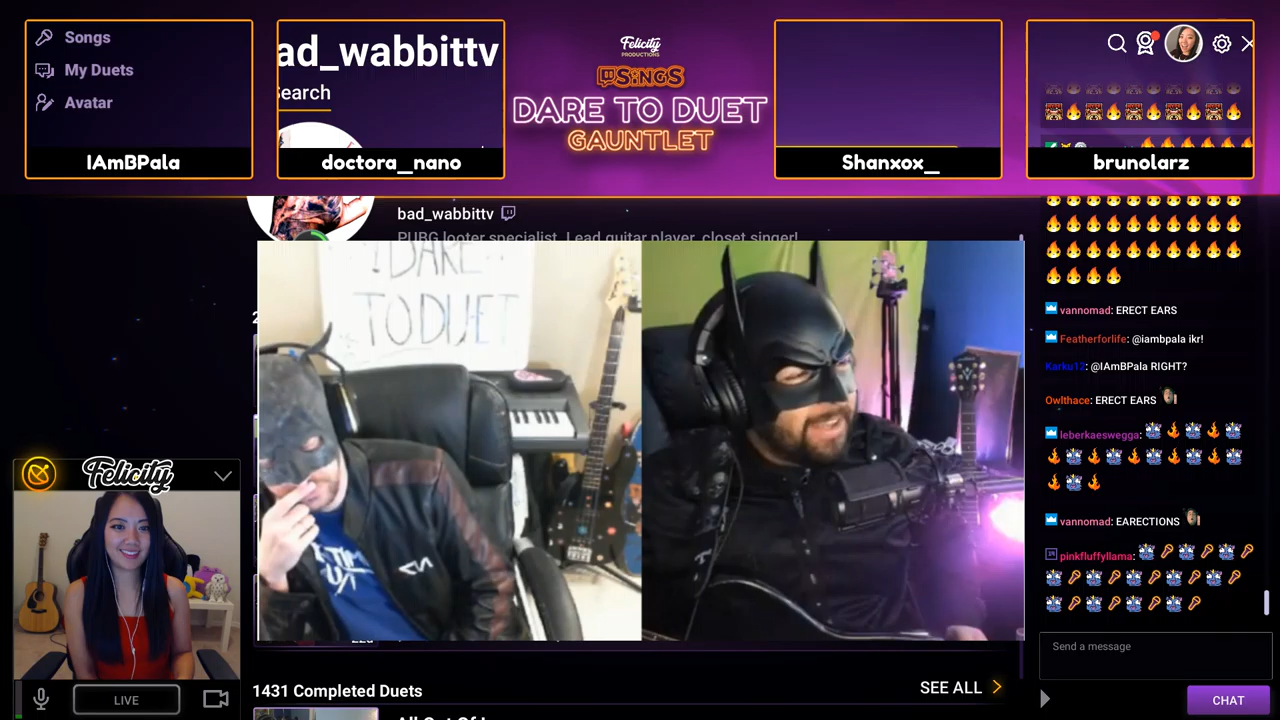 Songs
My Duets
Avatar
IAmBPala
ad_wabbittv
Search
doctora_nano
Felicity
PRODUCTIONS
SINGS
DARE TO DUET
GAUNTLET
Shanxox_
brunolarz
bad_wabbittv
PUBG looter specialist. Lead guitar player, closet singer!
! DARE
TO DUET
vannomad: ERECT EARS
Featherforlife: @iambpala ikr!
Karku12: @IAmBPala RIGHT?
Owlthace: ERECT EARS
leberkaeswegga:
vannomad: EARECTIONS
pinkfluffyllama:
Felicity
LIVE
1431 Completed Duets
SEE ALL
Send a message
CHAT